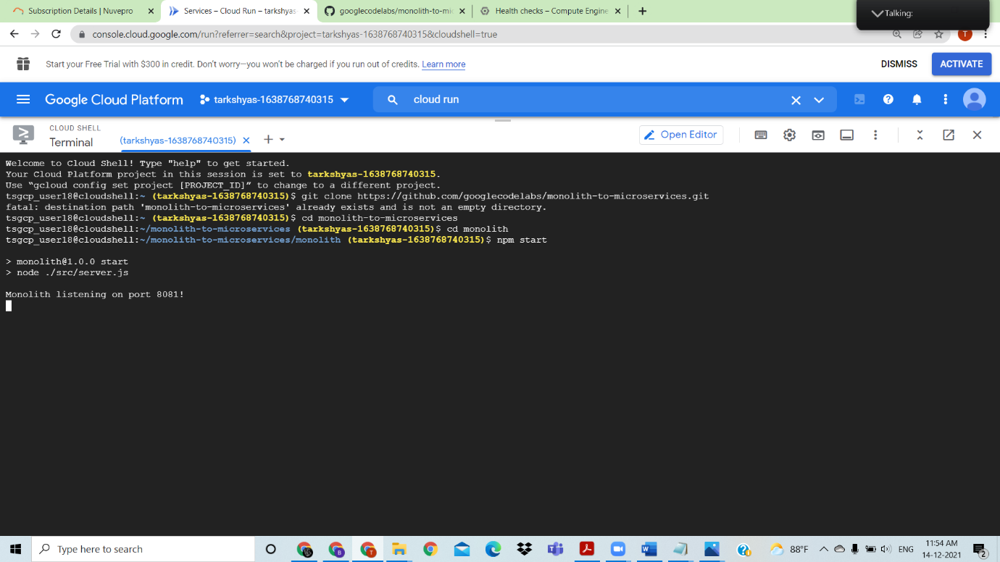 Subscription Details | Nuvepro
Services – Cloud Run – tarkshyas-
googlecodelabs/monolith-to-mic
Health checks – Compute Engine
Talking:
console.cloud.google.com/run?referrer=search&project=tarkshyas-1638768740315&cloudshell=true
T
Start your Free Trial with $300 in credit. Don't worry—you won't be charged if you run out of credits. Learn more
DISMISS
ACTIVATE
Google Cloud Platform
tarkshyas-1638768740315
cloud run
CLOUD SHELL
Terminal
(tarkshyas-1638768740315)
Open Editor
Welcome to Cloud Shell! Type "help" to get started.
Your Cloud Platform project in this session is set to tarkshyas-1638768740315.
Use “gcloud config set project [PROJECT_ID]” to change to a different project.
tsgcp_user18@cloudshell:~ (tarkshyas-1638768740315)$ git clone https://github.com/googlecodelabs/monolith-to-microservices.git
fatal: destination path 'monolith-to-microservices' already exists and is not an empty directory.
tsgcp_user18@cloudshell:~ (tarkshyas-1638768740315)$ cd monolith-to-microservices
tsgcp_user18@cloudshell:~/monolith-to-microservices (tarkshyas-1638768740315)$ cd monolith
tsgcp_user18@cloudshell:~/monolith-to-microservices/monolith (tarkshyas-1638768740315)$ npm start
> monolith@1.0.0 start
> node ./src/server.js
Monolith listening on port 8081!
Type here to search
88°F
ENG
11:54 AM
14-12-2021
2